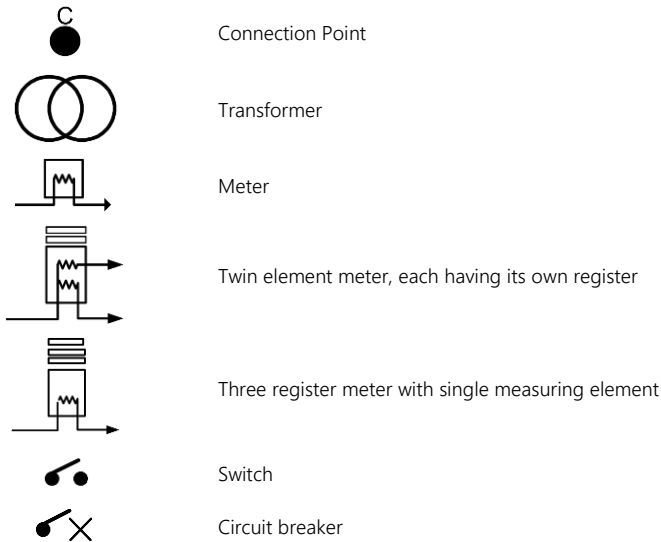 C
Connection Point
Transformer
Meter
Twin element meter, each having its own register
Three register meter with single measuring element
Switch
Circuit breaker